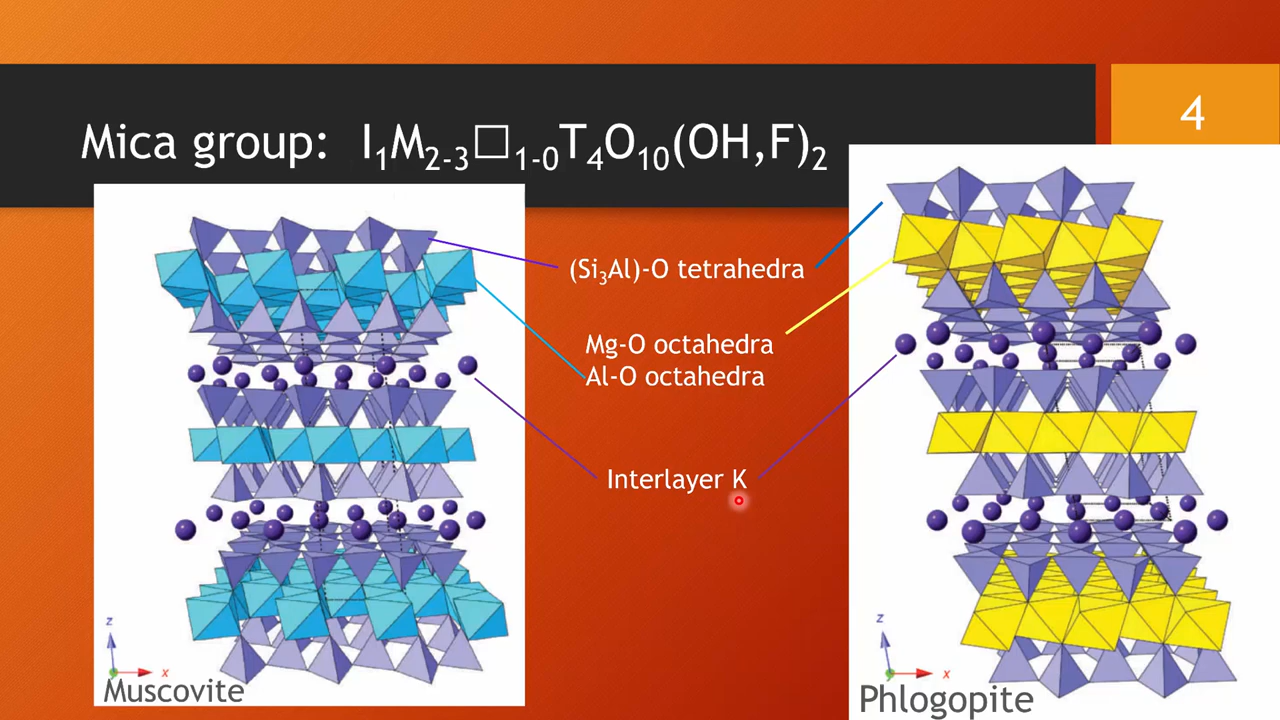 4
Mica group: I₁M₂₋₃□₁₋₀T₄O₁₀(OH,F)₂
(Si₃Al)-O tetrahedra
Mg-O octahedra
Al-O octahedra
Interlayer K
z
x
Muscovite
z
x
Phlogopite